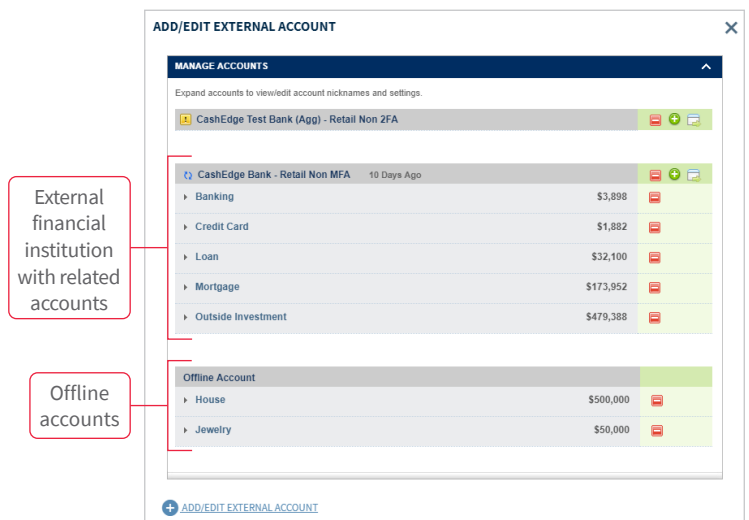 ADD/EDIT EXTERNAL ACCOUNT
MANAGE ACCOUNTS
Expand accounts to view/edit account nicknames and settings.
CashEdge Test Bank (Agg) - Retail Non 2FA
External
financial
institution
with related
accounts
CashEdge Bank - Retail Non MFA 10 Days Ago
Banking $3,898
Credit Card $1,882
Loan $32,100
Mortgage $173,952
Outside Investment $479,388
Offline
accounts
Offline Account
House $500,000
Jewelry $50,000
ADD/EDIT EXTERNAL ACCOUNT